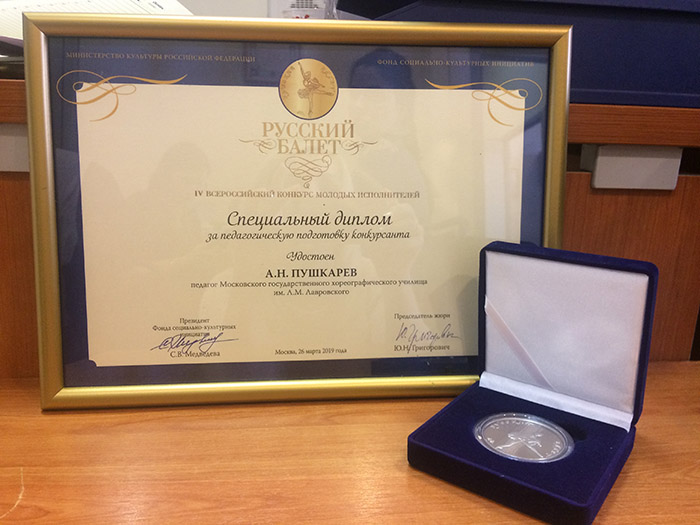 МИНИСТЕРСТВО КУЛЬТУРЫ РОССИЙСКОЙ ФЕДЕРАЦИИ
ФОНД СОЦИАЛЬНО-КУЛЬТУРНЫХ ИНИЦИАТИВ
РУССКИЙ
БАЛЕТ
IV ВСЕРОССИЙСКИЙ КОНКУРС МОЛОДЫХ ИСПОЛНИТЕЛЕЙ
Специальный диплом
за педагогическую подготовку конкурсанта
Удостоен
А.Н. ПУШКАРЕВ
педагог Московского государственного хореографического училища
им. Л.М. Лавровского
Президент
Фонда социально-культурных
инициатив
С.В. Медведева
Москва, 26 марта 2019 года
Председатель жюри
Ю.Н. Григорович